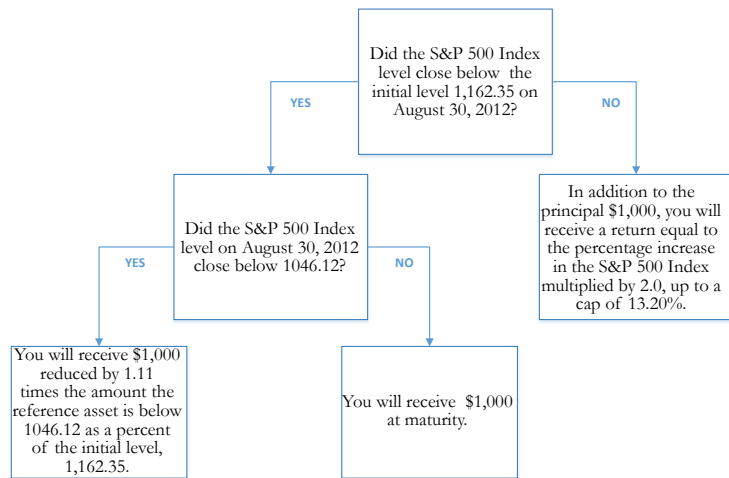 Did the S&P 500 Index
level close below the
initial level 1,162.35 on
August 30, 2012?
YES
NO
Did the S&P 500 Index
level on August 30, 2012
close below 1046.12?
In addition to the
principal $1,000, you will
receive a return equal to
the percentage increase
in the S&P 500 Index
multiplied by 2.0, up to a
cap of 13.20%.
YES
NO
You will receive $1,000
reduced by 1.11
times the amount the
reference asset is below
1046.12 as a percent
of the initial level,
1,162.35.
You will receive $1,000
at maturity.